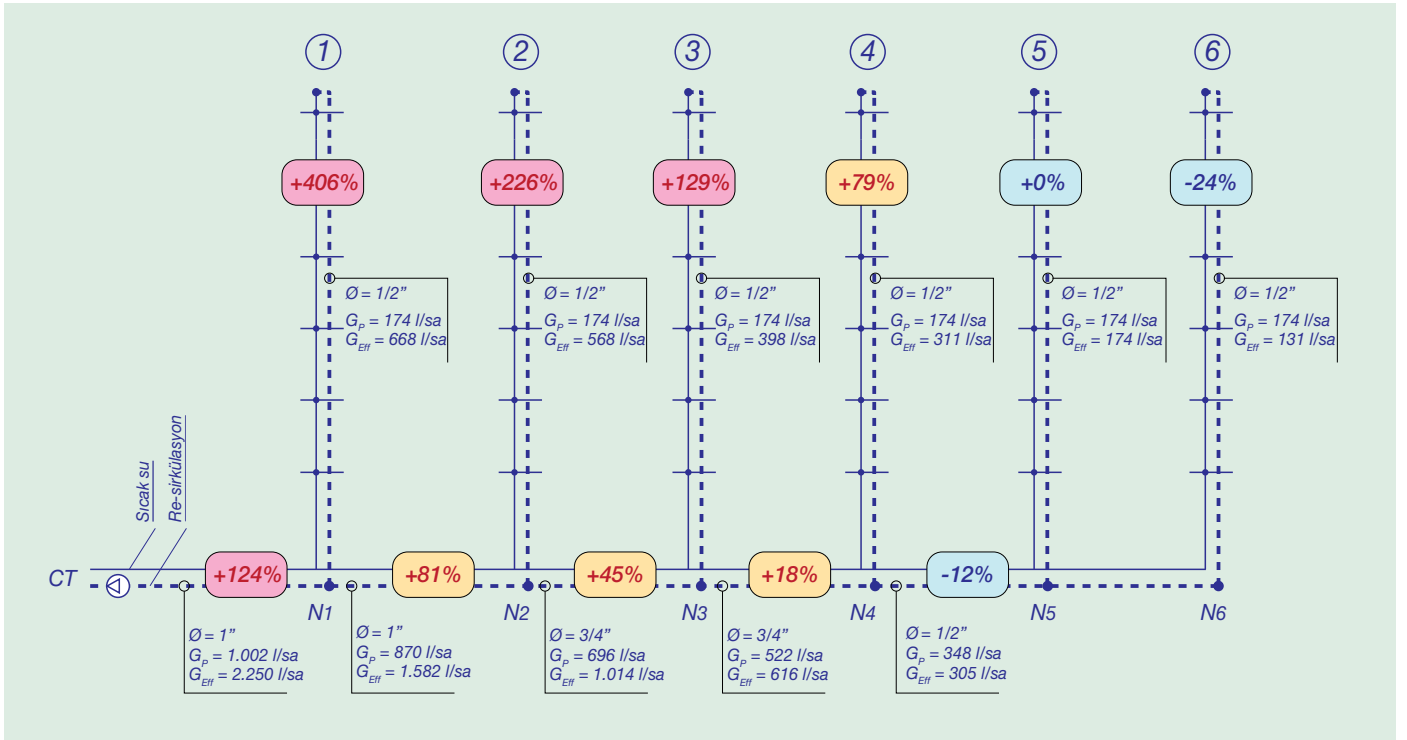 1
2
3
4
5
6
+406%
+226%
+129%
+79%
+0%
-24%
Ø = 1/2”
G_P = 174 l/sa
G_Eff = 668 l/sa
Ø = 1/2”
G_P = 174 l/sa
G_Eff = 568 l/sa
Ø = 1/2”
G_P = 174 l/sa
G_Eff = 398 l/sa
Ø = 1/2”
G_P = 174 l/sa
G_Eff = 311 l/sa
Ø = 1/2”
G_P = 174 l/sa
G_Eff = 174 l/sa
Ø = 1/2”
G_P = 174 l/sa
G_Eff = 131 l/sa
Sıcak su
Re-sirkülasyon
CT
+124%
+81%
+45%
+18%
-12%
N1
N2
N3
N4
N5
N6
Ø = 1”
G_P = 1.002 l/sa
G_Eff = 2.250 l/sa
Ø = 1”
G_P = 870 l/sa
G_Eff = 1.582 l/sa
Ø = 3/4”
G_P = 696 l/sa
G_Eff = 1.014 l/sa
Ø = 3/4”
G_P = 522 l/sa
G_Eff = 616 l/sa
Ø = 1/2”
G_P = 348 l/sa
G_Eff = 305 l/sa